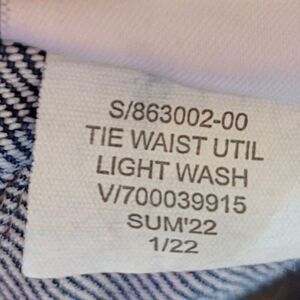 S/863002-00
TIE WAIST UTIL
LIGHT WASH
V/700039915
SUM'22
1/22